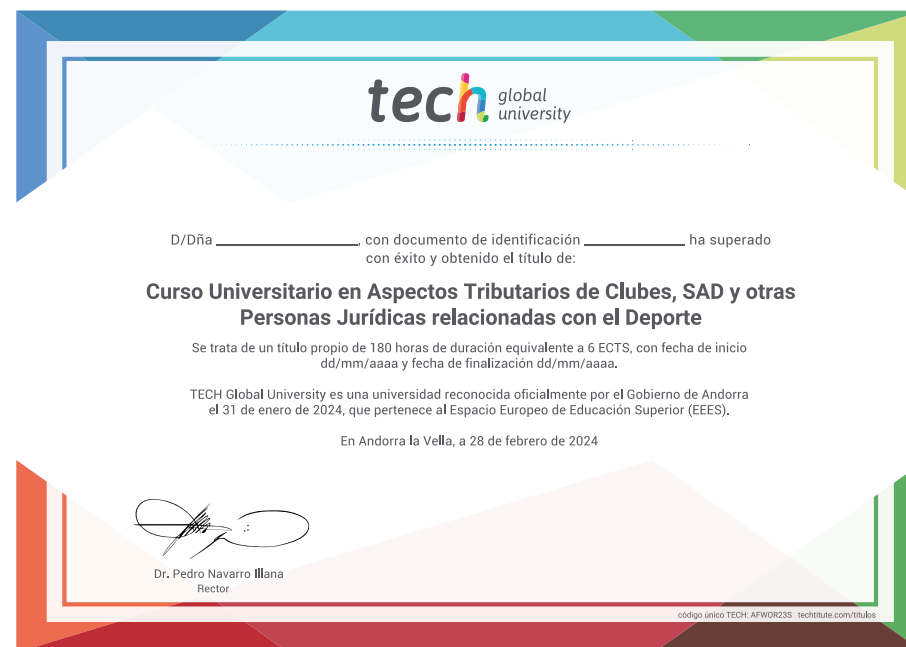 tech global
university
D/Dña ____________________, con documento de identificación ______________ ha superado
con éxito y obtenido el título de:
Curso Universitario en Aspectos Tributarios de Clubes, SAD y otras
Personas Jurídicas relacionadas con el Deporte
Se trata de un título propio de 180 horas de duración equivalente a 6 ECTS, con fecha de inicio
dd/mm/aaaa y fecha de finalización dd/mm/aaaa.
TECH Global University es una universidad reconocida oficialmente por el Gobierno de Andorra
el 31 de enero de 2024, que pertenece al Espacio Europeo de Educación Superior (EEES).
En Andorra la Vella, a 28 de febrero de 2024
Dr. Pedro Navarro Illana
Rector
código único TECH: AFWOR23S techtitute.com/titulos